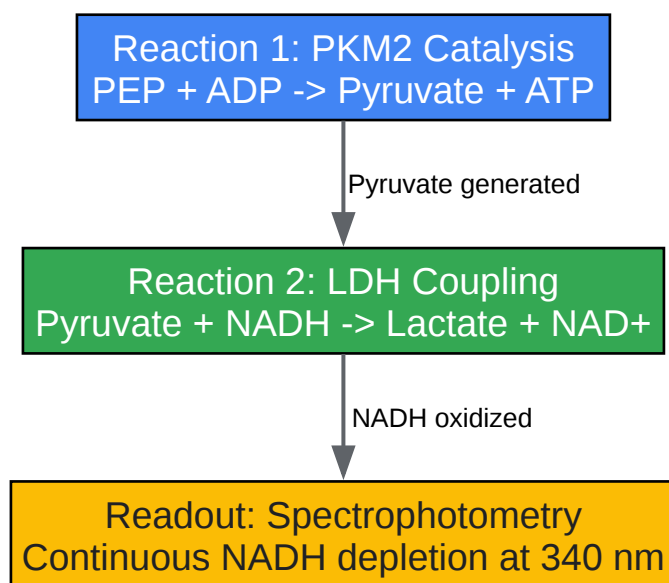 Reaction 1: PKM2 Catalysis
PEP + ADP -> Pyruvate + ATP
Pyruvate generated
Reaction 2: LDH Coupling
Pyruvate + NADH -> Lactate + NAD+
NADH oxidized
Readout: Spectrophotometry
Continuous NADH depletion at 340 nm